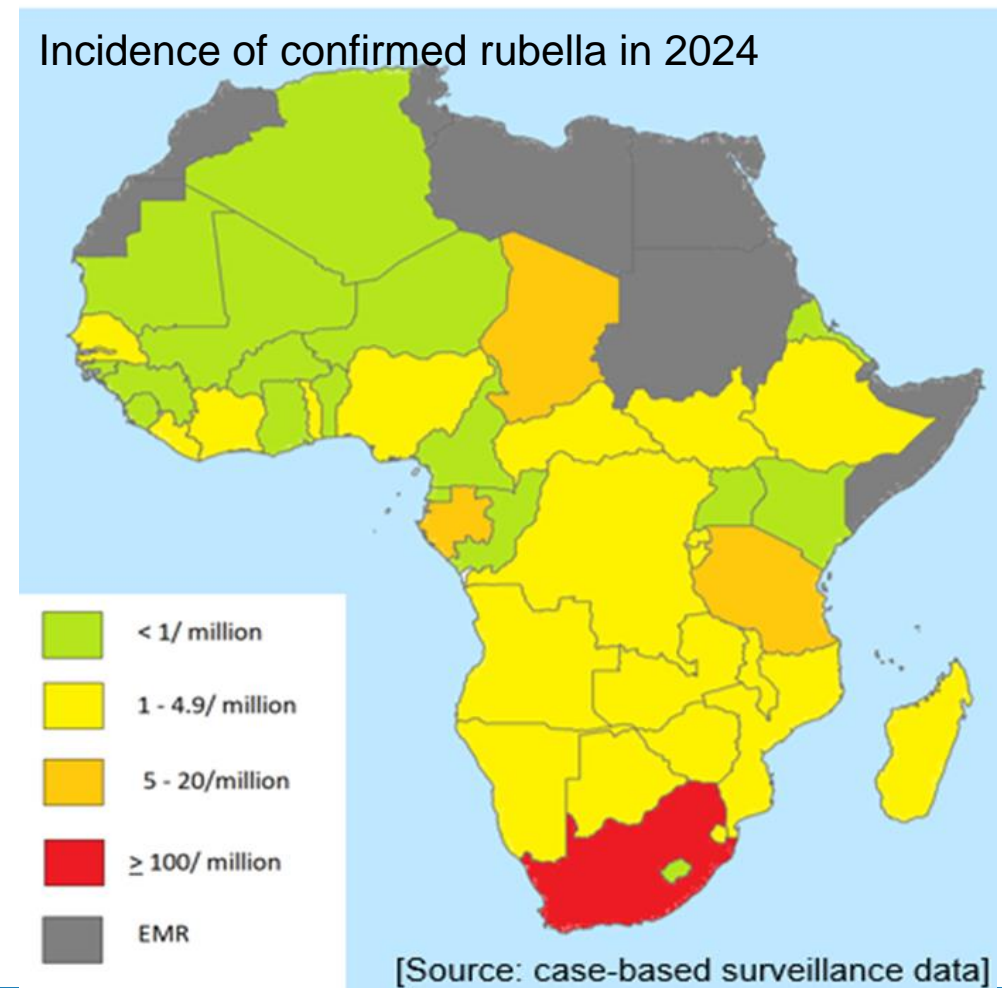 Incidence of confirmed rubella in 2024
< 1/ million
1 - 4.9/ million
5 - 20/million
≥ 100/ million
EMR
[Source: case-based surveillance data]